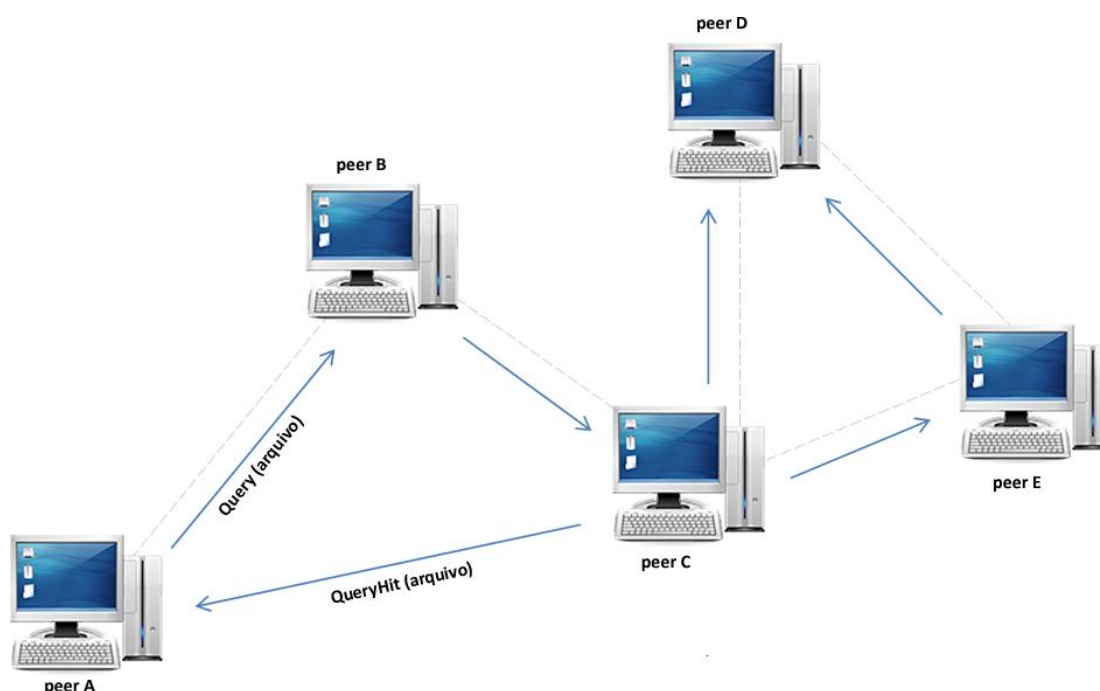 peer D
peer B
Query (arquivo)
peer E
peer C
QueryHit (arquivo)
peer A